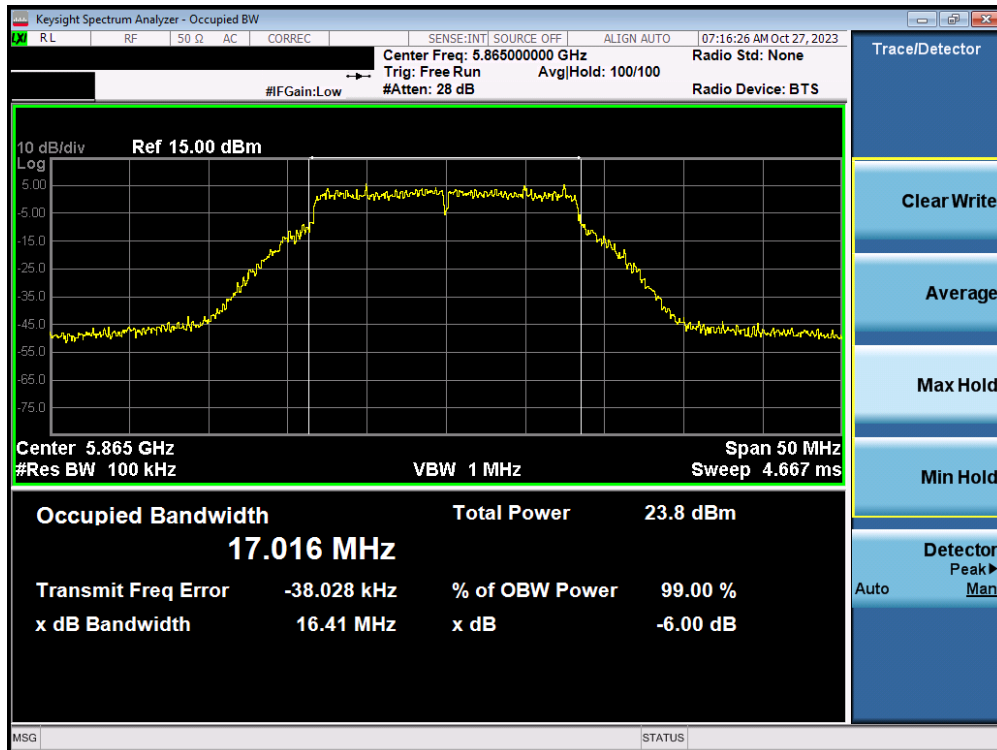 Keysight Spectrum Analyzer - Occupied BW
LXI RL RF 50 Ω AC CORREC SENSE:INT SOURCE OFF ALIGN AUTO 07:16:26 AM Oct 27, 2023
Center Freq: 5.865000000 GHz Radio Std: None
Trig: Free Run Avg|Hold: 100/100
#IFGain:Low #Atten: 28 dB Radio Device: BTS
Trace/Detector
10 dB/div Ref 15.00 dBm
Log
5.00
-5.00
-15.0
-25.0
-35.0
-45.0
-55.0
-65.0
-75.0
Center 5.865 GHz Span 50 MHz
#Res BW 100 kHz VBW 1 MHz Sweep 4.667 ms
Clear Write
Average
Max Hold
Min Hold
Detector
Peak▶
Auto Man
Occupied Bandwidth Total Power 23.8 dBm
17.016 MHz
Transmit Freq Error -38.028 kHz % of OBW Power 99.00 %
x dB Bandwidth 16.41 MHz x dB -6.00 dB
MSG STATUS